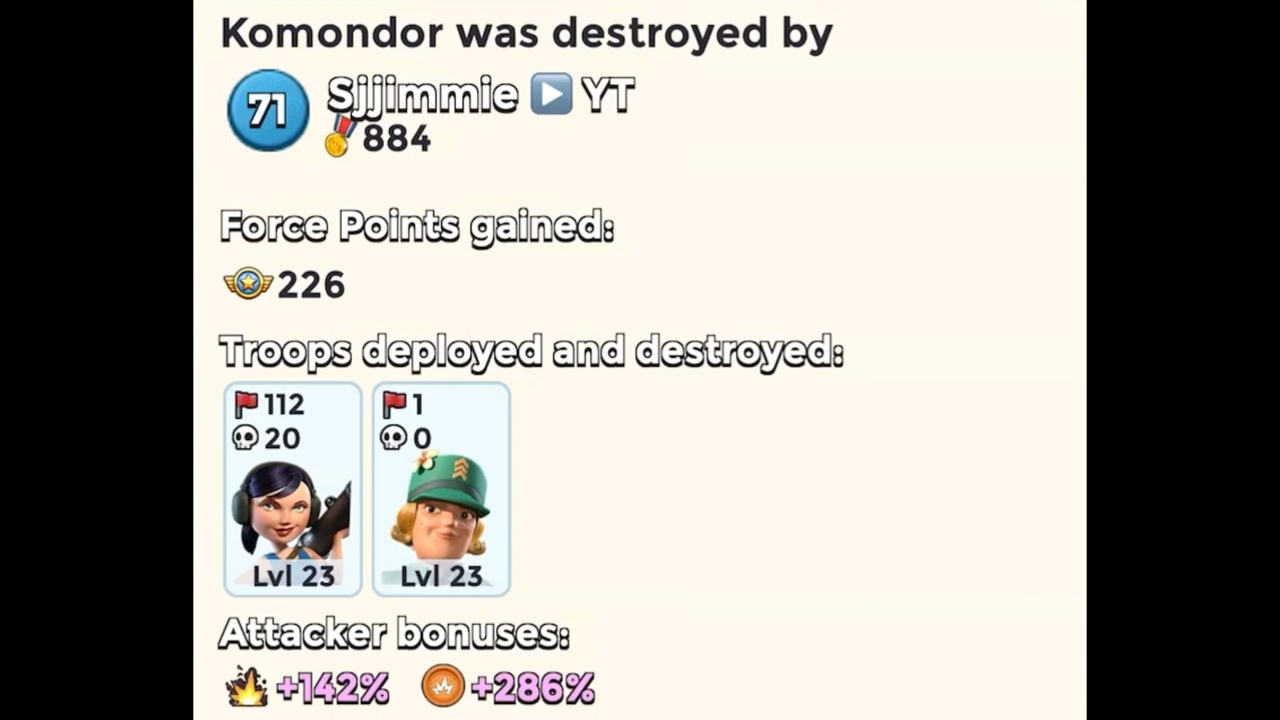 Komondor was destroyed by
71
Sjjimmie ▶️ YT
884
Force Points gained:
226
Troops deployed and destroyed:
112 1
20 0
Lvl 23 Lvl 23
Attacker bonuses:
+142% +286%